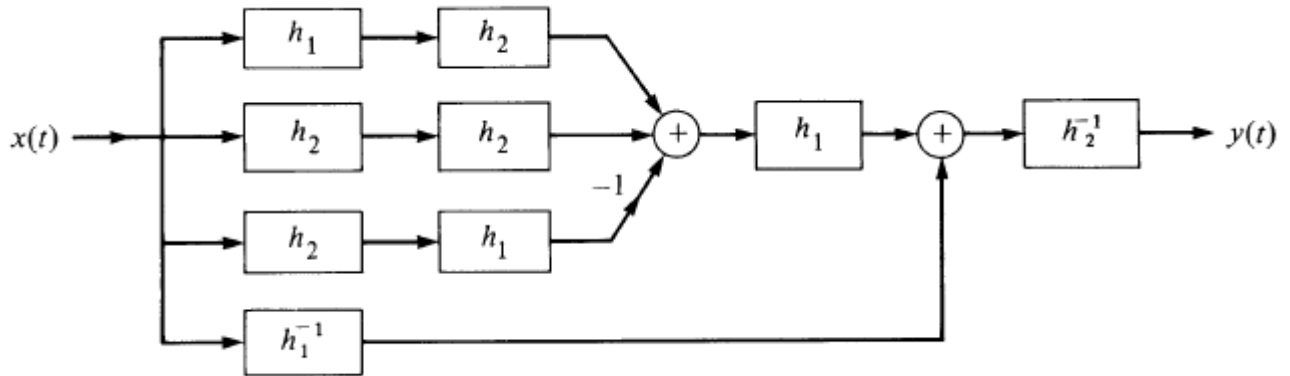 h₁ h₂
x(t) h₂ h₂ + h₁ + h₂⁻¹ y(t)
−1
h₂ h₁
h₁⁻¹